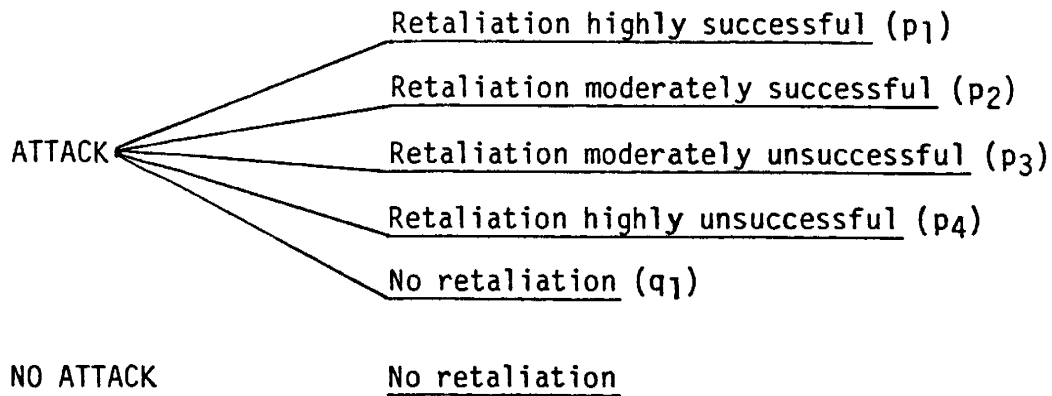 Retaliation highly successful (p1)
Retaliation moderately successful (p2)
ATTACK
Retaliation moderately unsuccessful (p3)
Retaliation highly unsuccessful (p4)
No retaliation (q1)
NO ATTACK No retaliation